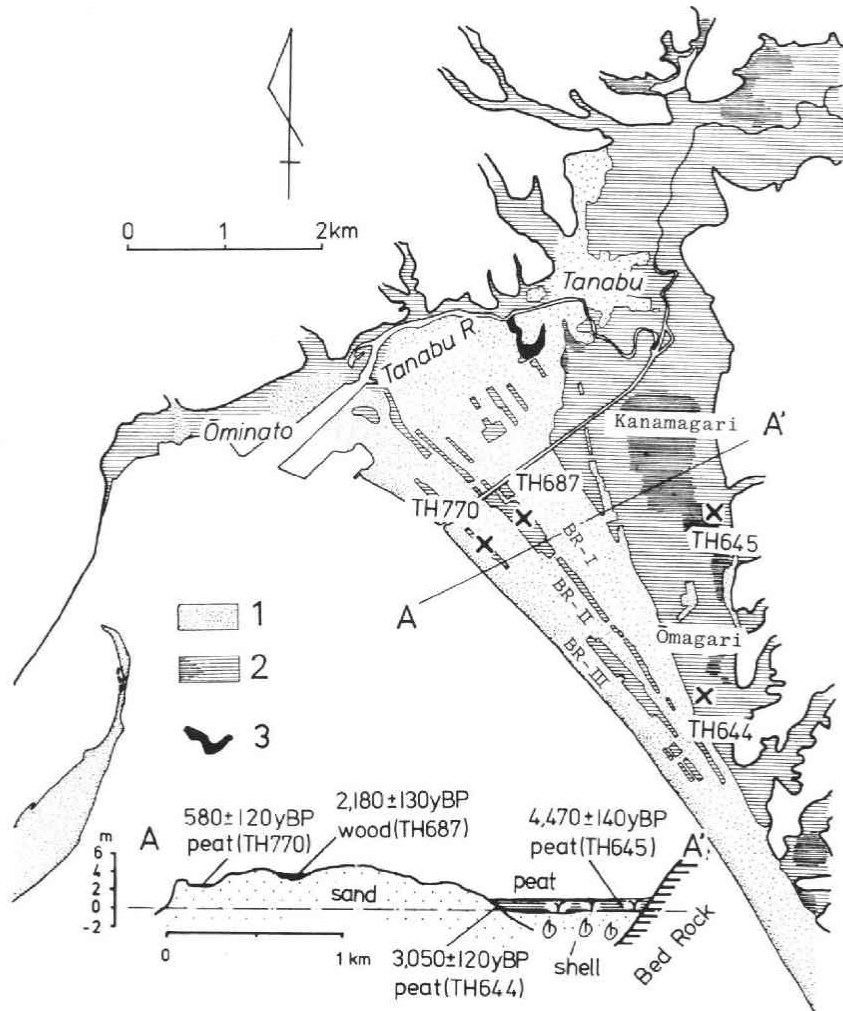 0 1 2km
Tanabu
Tanabu R
Ōminato
Kanamagari
A'
TH687
TH770
TH645
BR-I
A
BR-II
Omagari
BR-III
TH644
1
2
3
A 580±120yBP
peat(TH770)
2,180±130yBP
wood(TH687)
4,470±140yBP
peat(TH645)
A'
m
6
4
2
0
-2
sand
peat
shell
Bed Rock
0 1 km
3,050±120yBP
peat(TH644)